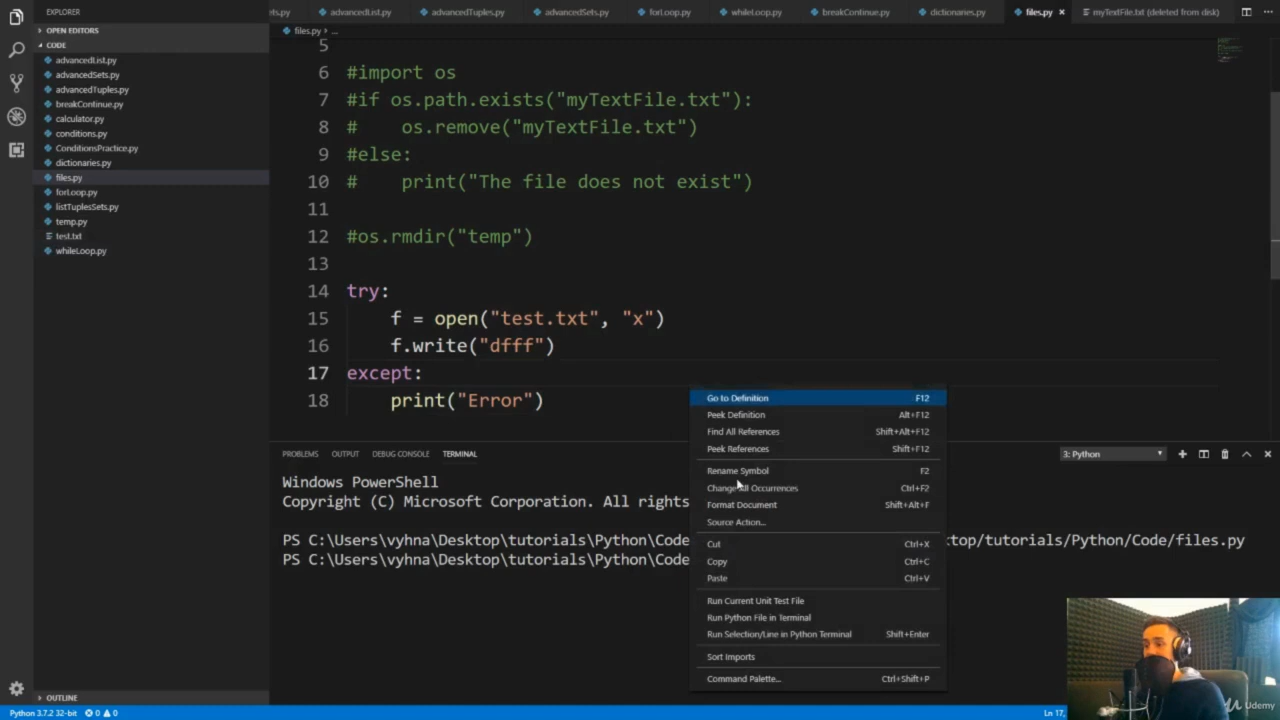 EXPLORER
OPEN EDITORS
CODE
advancedList.py
advancedSets.py
advancedTuples.py
breakContinue.py
calculator.py
conditions.py
ConditionsPractice.py
dictionaries.py
files.py
forLoop.py
listTuplesSets.py
temp.py
test.txt
whileLoop.py
OUTLINE
ets.py advancedList.py advancedTuples.py advancedSets.py forLoop.py whileLoop.py breakContinue.py dictionaries.py files.py myTextFile.txt (deleted from disk)
files.py > ...
5
6 #import os
7 #if os.path.exists("myTextFile.txt"):
8 #    os.remove("myTextFile.txt")
9 #else:
10 #    print("The file does not exist")
11
12 #os.rmdir("temp")
13
14 try:
15     f = open("test.txt", "x")
16     f.write("dfff")
17 except:
18     print("Error")
Go to Definition F12
Peek Definition Alt+F12
Find All References Shift+Alt+F12
Peek References Shift+F12
Rename Symbol F2
Change All Occurrences Ctrl+F2
Format Document Shift+Alt+F
Source Action...
Cut Ctrl+X
Copy Ctrl+C
Paste Ctrl+V
Run Current Unit Test File
Run Python File in Terminal
Run Selection/Line in Python Terminal Shift+Enter
Sort Imports
Command Palette... Ctrl+Shift+P
PROBLEMS OUTPUT DEBUG CONSOLE TERMINAL 3: Python
Windows PowerShell
Copyright (C) Microsoft Corporation. All rights
PS C:\Users\vyhna\Desktop\tutorials\Python\Code ktop/tutorials/Python/Code/files.py
PS C:\Users\vyhna\Desktop\tutorials\Python\Code
Udemy
Python 3.7.2 32-bit 0 0 Ln 17,